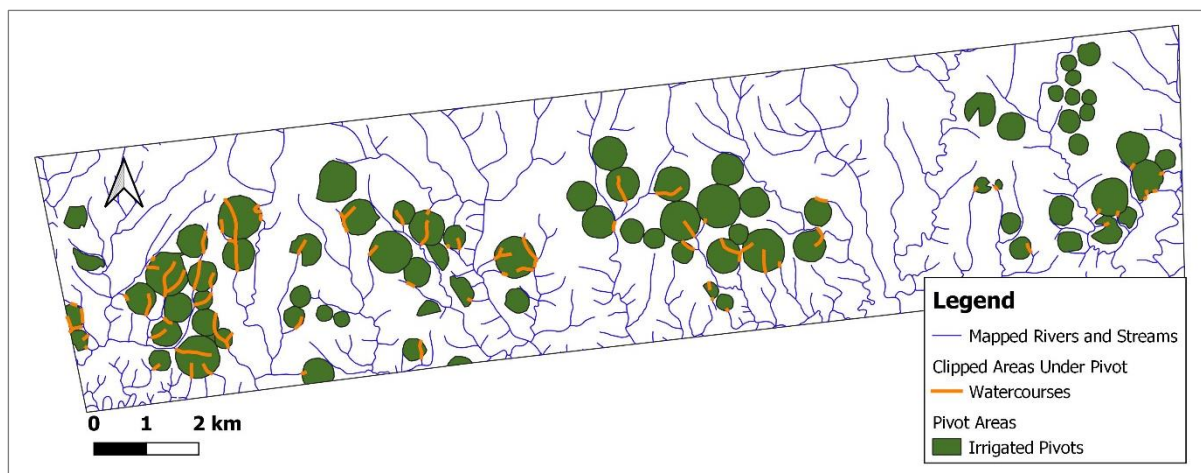 Legend
Mapped Rivers and Streams
Clipped Areas Under Pivot
Watercourses
Pivot Areas
Irrigated Pivots
0 1 2 km